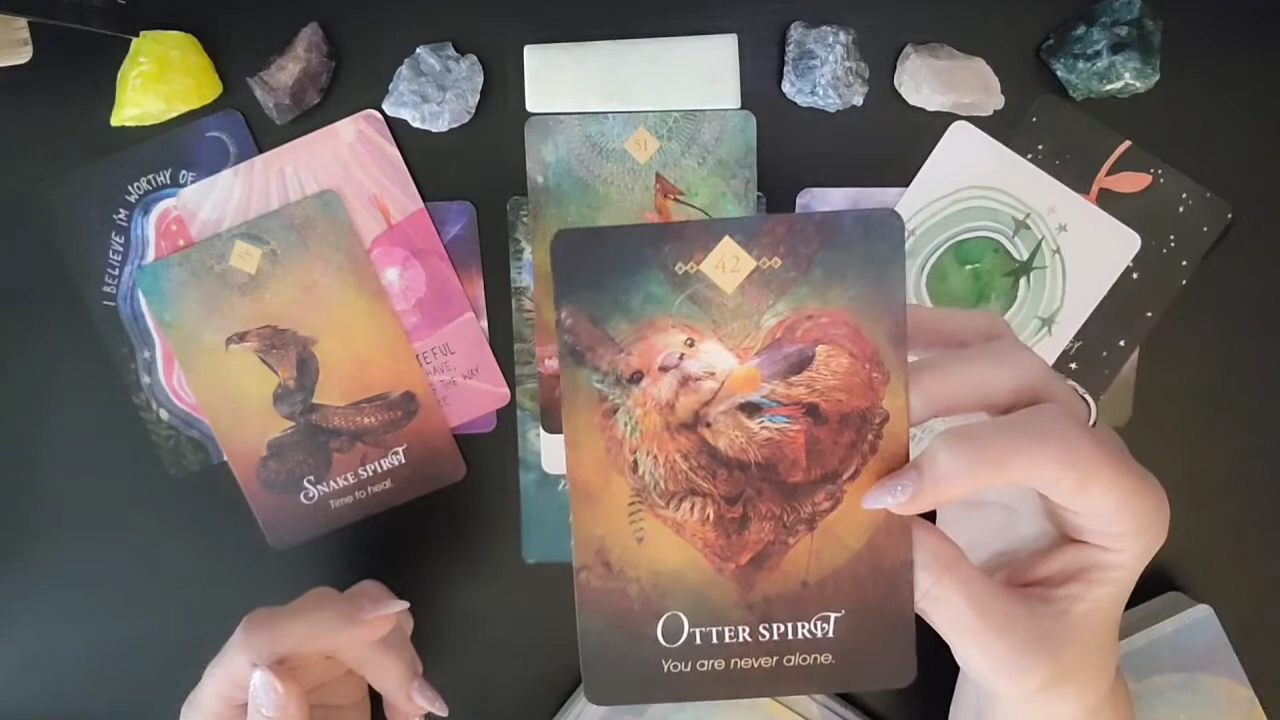 I BELIEVE I'M WORTHY OF
TEFUL
HAVE,
THE WAY
SNAKE SPIRIT
Time to heal.
51
42
OTTER SPIRIT
You are never alone.